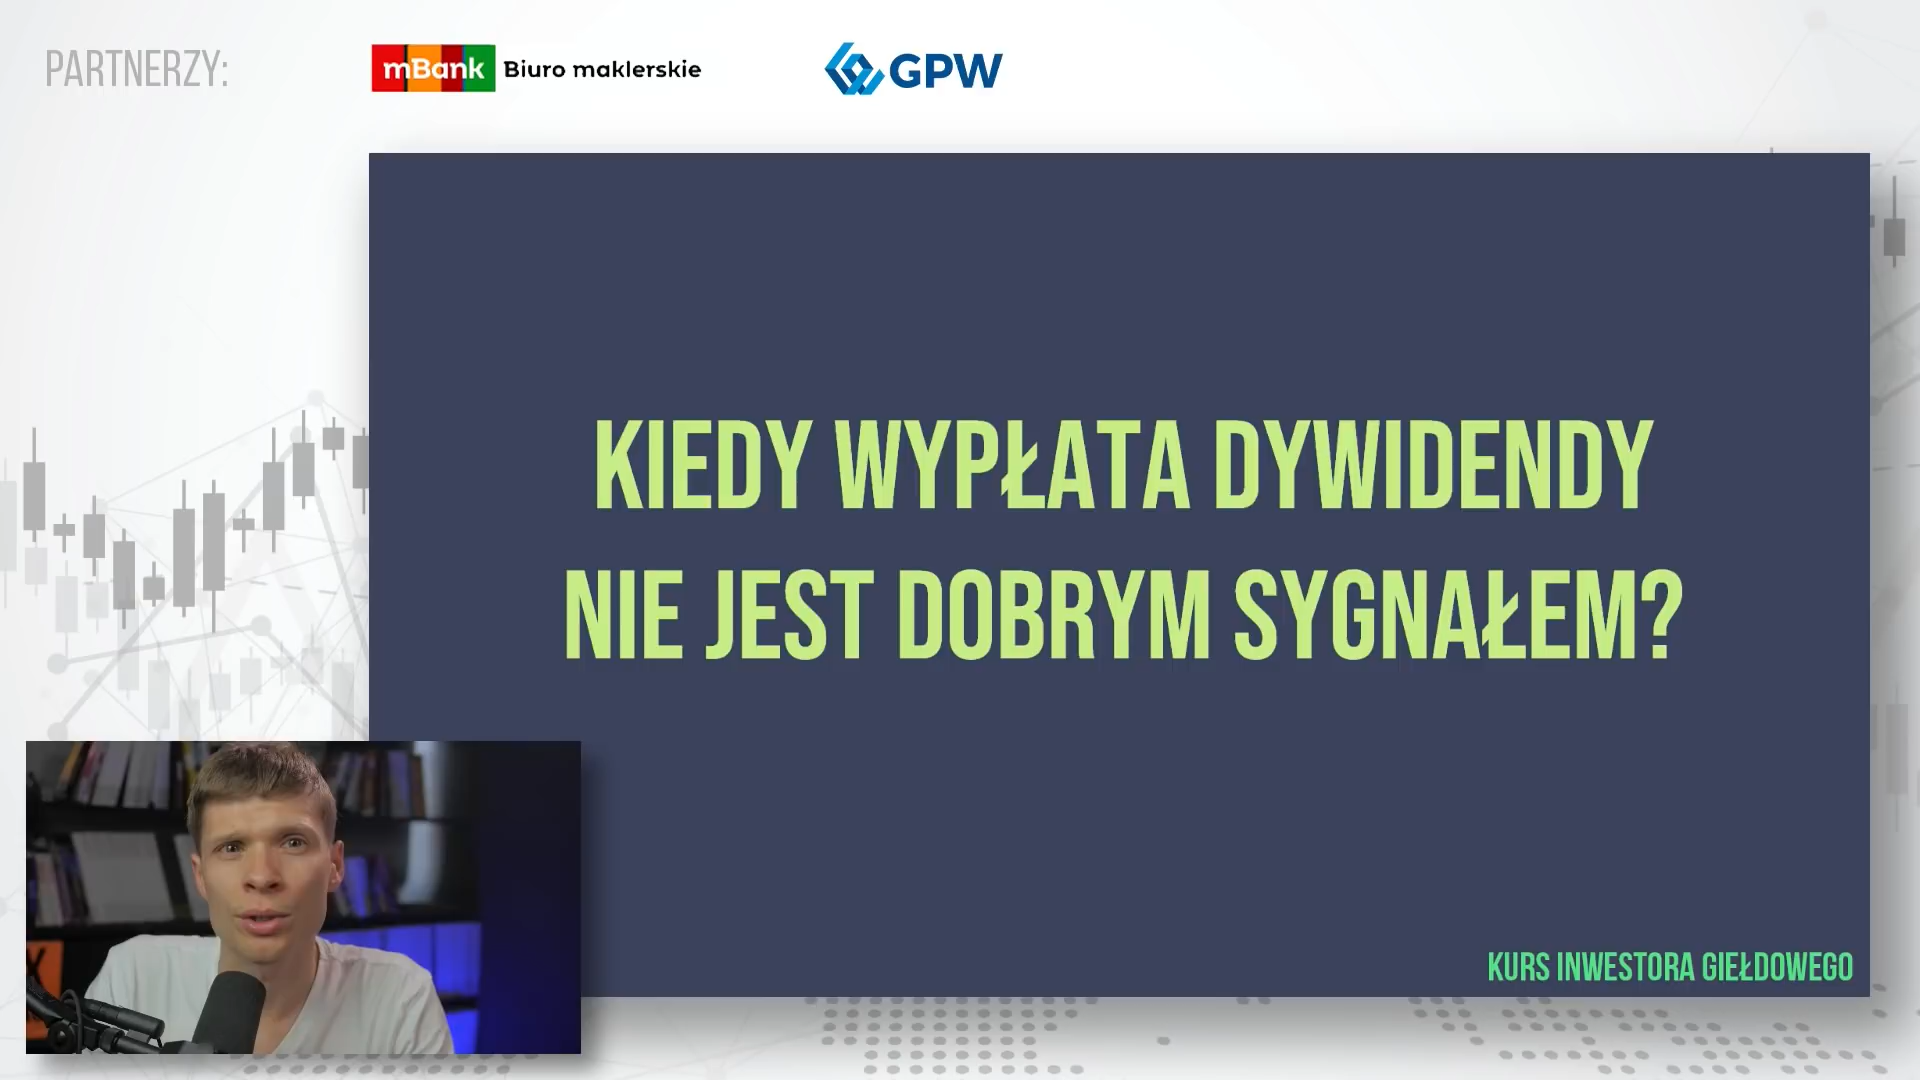 PARTNERZY:
mBank Biuro maklerskie
GPW
KIEDY WYPŁATA DYWIDENDY
NIE JEST DOBRYM SYGNAŁEM?
KURS INWESTORA GIEŁDOWEGO